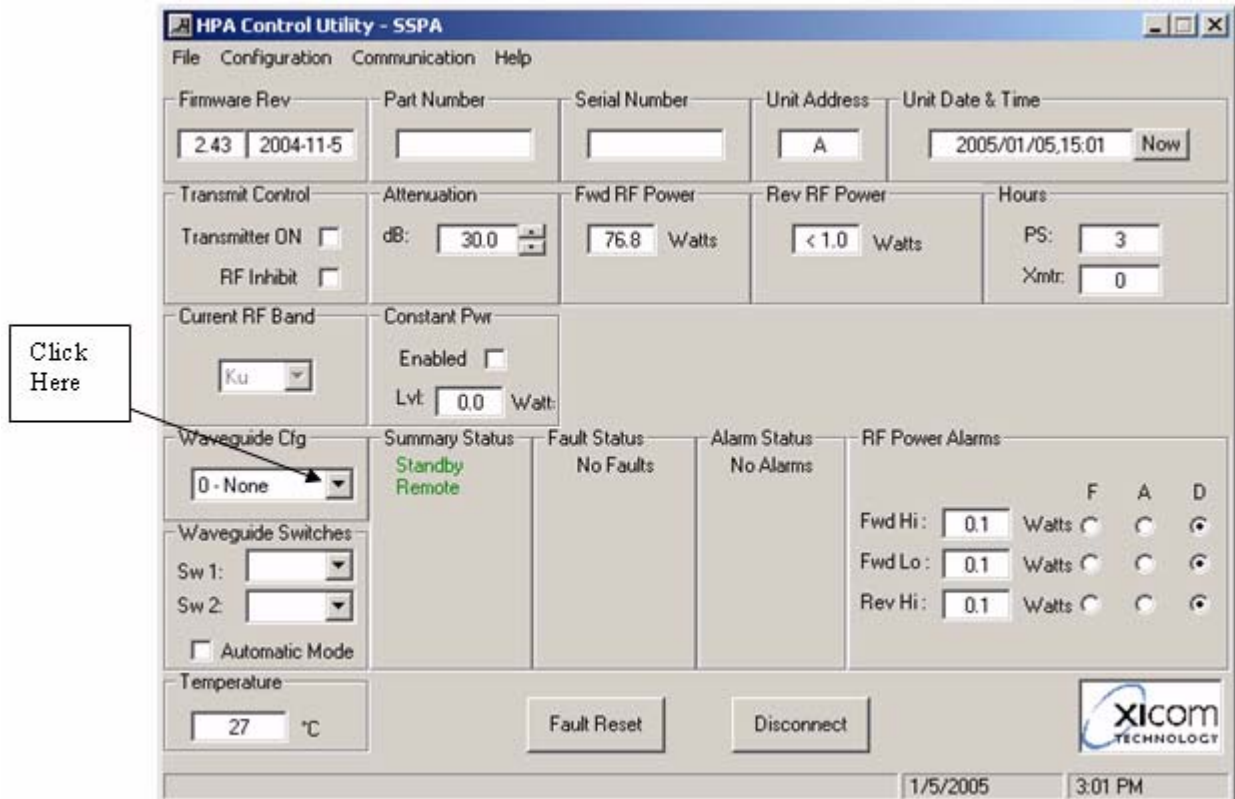 HPA Control Utility - SSPA
File Configuration Communication Help
Firmware Rev Part Number Serial Number Unit Address Unit Date & Time
2.43 2004-11-5 A 2005/01/05,15:01 Now
Transmit Control Attenuation Fwd RF Power Rev RF Power Hours
Transmitter ON dB: 30.0 76.8 Watts < 1.0 Watts PS: 3
RF Inhibit Xmtr: 0
Current RF Band Constant Pwr
Click
Here
Ku
Enabled
Lvl: 0.0 Watt:
Waveguide Cfg Summary Status Fault Status Alarm Status RF Power Alarms
0 - None Standby No Faults No Alarms
Remote
F A D
Waveguide Switches
Fwd Hi : 0.1 Watts
Sw 1:
Fwd Lo : 0.1 Watts
Sw 2:
Rev Hi : 0.1 Watts
Automatic Mode
Temperature
27 °C
Fault Reset Disconnect
xicom
TECHNOLOGY
1/5/2005 3:01 PM